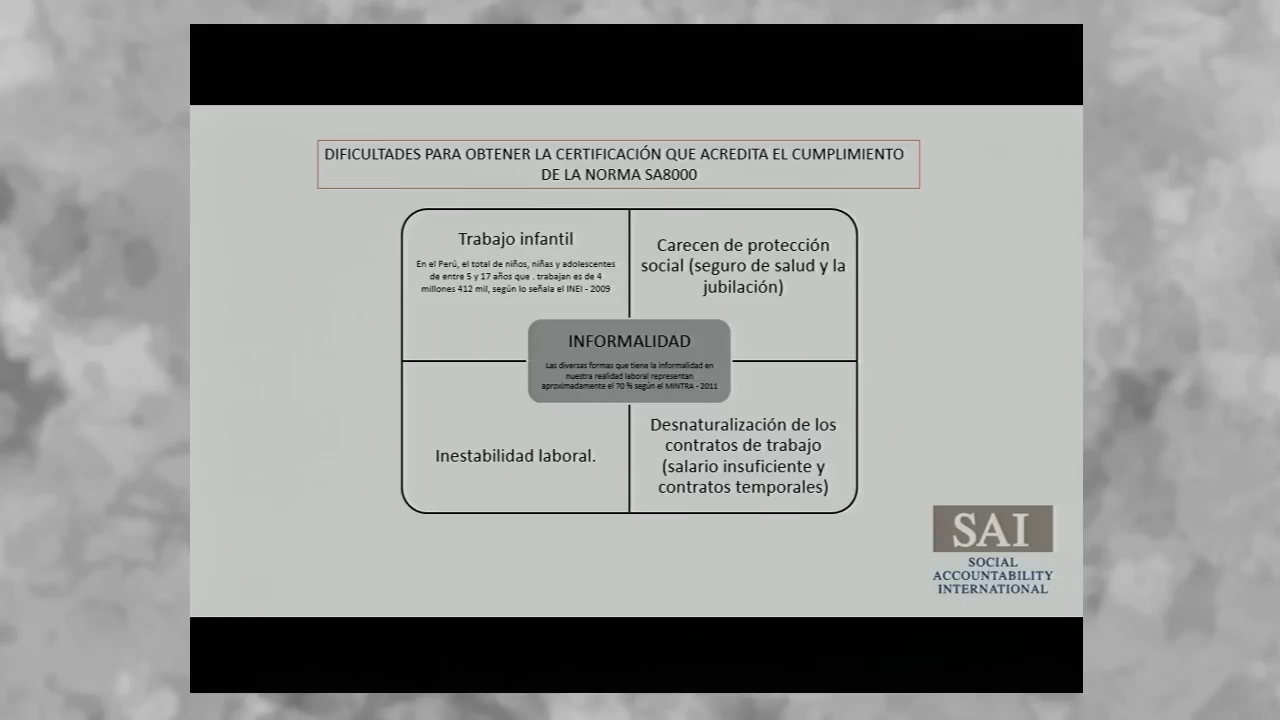 DIFICULTADES PARA OBTENER LA CERTIFICACIÓN QUE ACREDITA EL CUMPLIMIENTO
DE LA NORMA SA8000
Trabajo infantil
En el Perú, el total de niños, niñas y adolescentes
de entre 5 y 17 años que . trabajan es de 4
millones 412 mil, según lo señala el INEI - 2009
Carecen de protección
social (seguro de salud y la
jubilación)
INFORMALIDAD
Las diversas formas que tiene la informalidad en
nuestra realidad laboral representan
aproximadamente el 70 % según el MINTRA - 2011
Inestabilidad laboral.
Desnaturalización de los
contratos de trabajo
(salario insuficiente y
contratos temporales)
SAI
SOCIAL
ACCOUNTABILITY
INTERNATIONAL